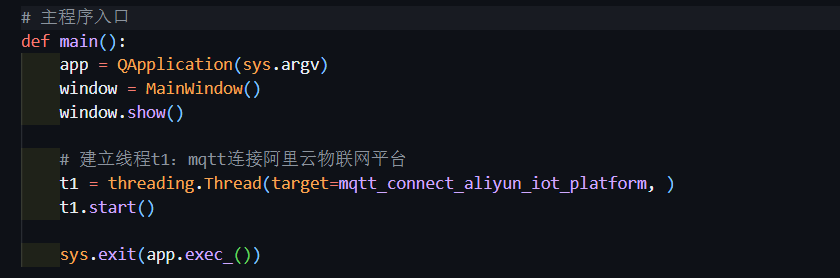 # 主程序入口
def main():
    app = QApplication(sys.argv)
    window = MainWindow()
    window.show()
    # 建立线程t1：mqtt连接阿里云物联网平台
    t1 = threading.Thread(target=mqtt_connect_aliyun_iot_platform, )
    t1.start()
    sys.exit(app.exec_())